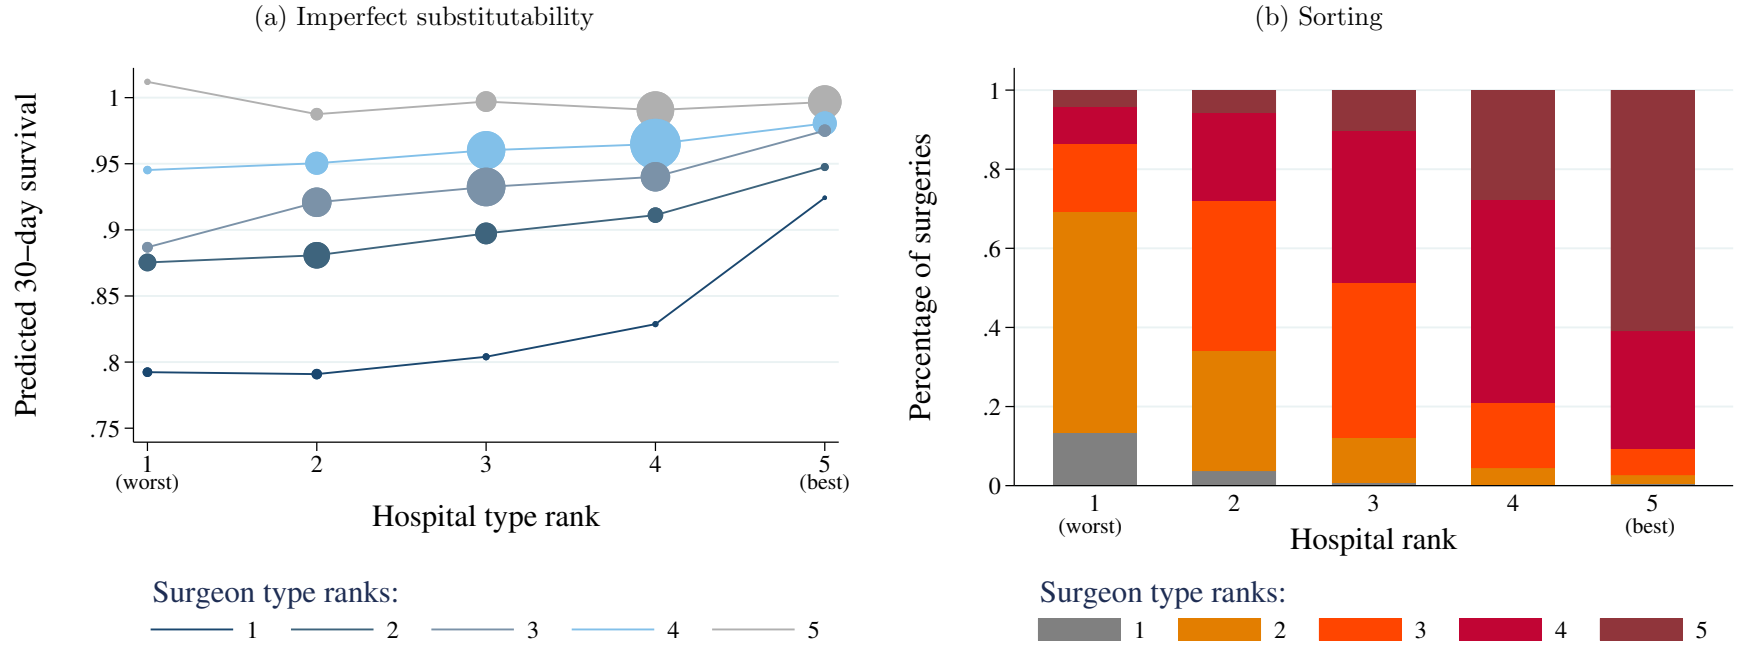 (a) Imperfect substitutability
Predicted 30–day survival
1
.95
.9
.85
.8
.75
1
(worst)
2
3
4
5
(best)
Hospital type rank
Surgeon type ranks:
1 2 3 4 5
(b) Sorting
Percentage of surgeries
1
.8
.6
.4
.2
0
1
(worst)
2
3
4
5
(best)
Hospital rank
Surgeon type ranks:
1 2 3 4 5